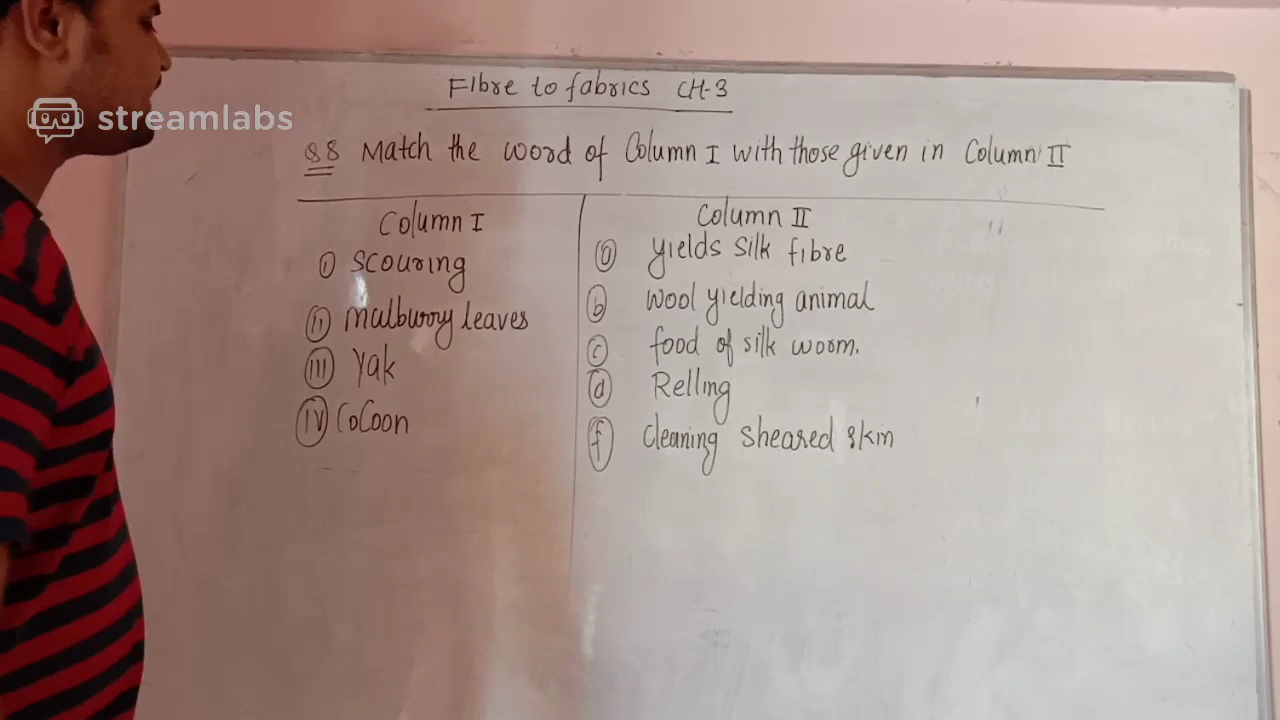 streamlabs
Fibre to fabrics CH-3
Q8 Match the word of Column I with those given in Column II
Column I Column II
(i) scouring (a) yields silk fibre
(ii) mulburry leaves (b) wool yielding animal
(iii) Yak (c) food of silk worm.
(iv) CoCoon (d) Relling
(f) Cleaning sheared skin